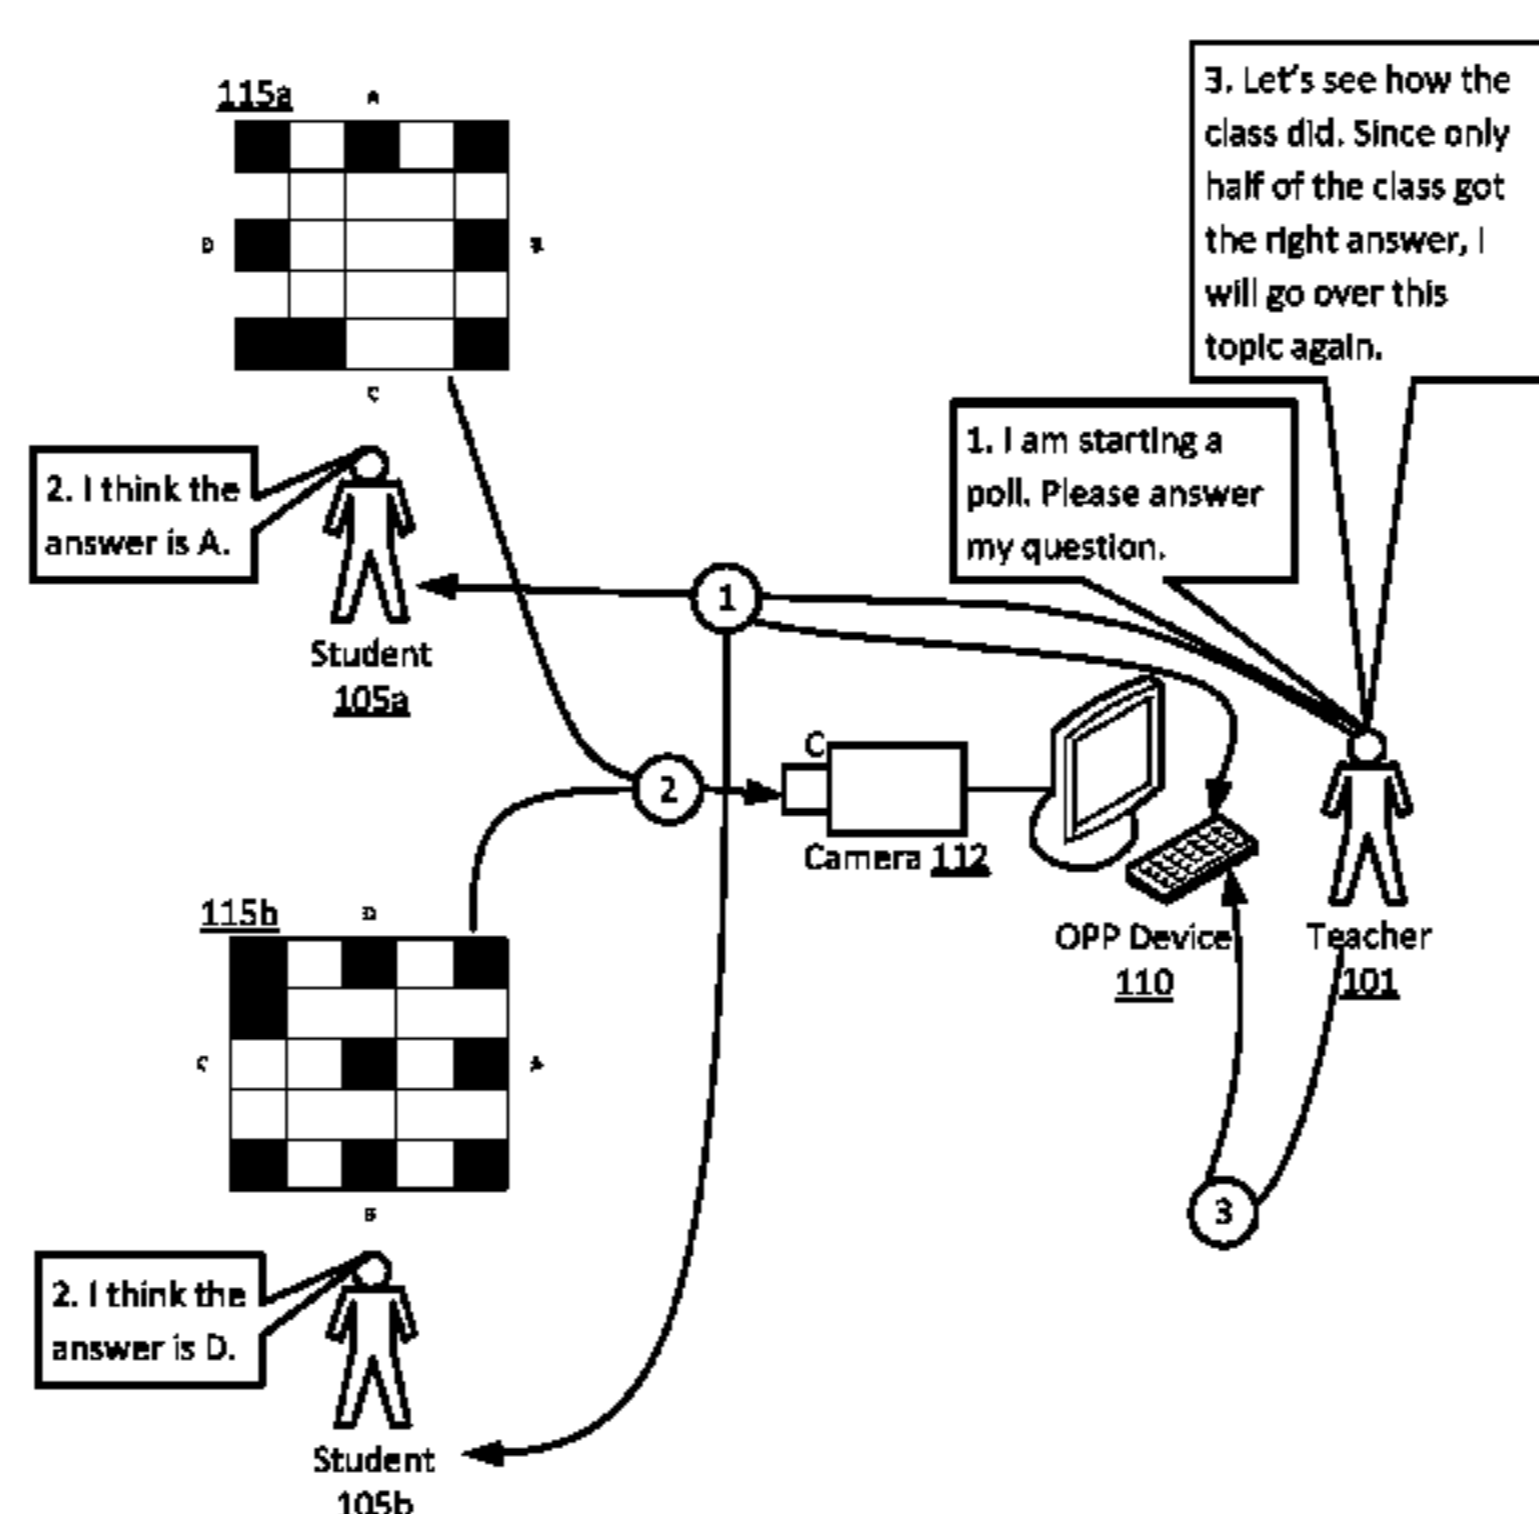 115a
A
D
B
C
3. Let's see how the
class did. Since only
half of the class got
the right answer, I
will go over this
topic again.
1. I am starting a
poll. Please answer
my question.
2. I think the
answer is A.
Student
105a
1
2
C
Camera 112
OPP Device
110
Teacher
101
115b
D
C
A
B
3
2. I think the
answer is D.
Student
105b